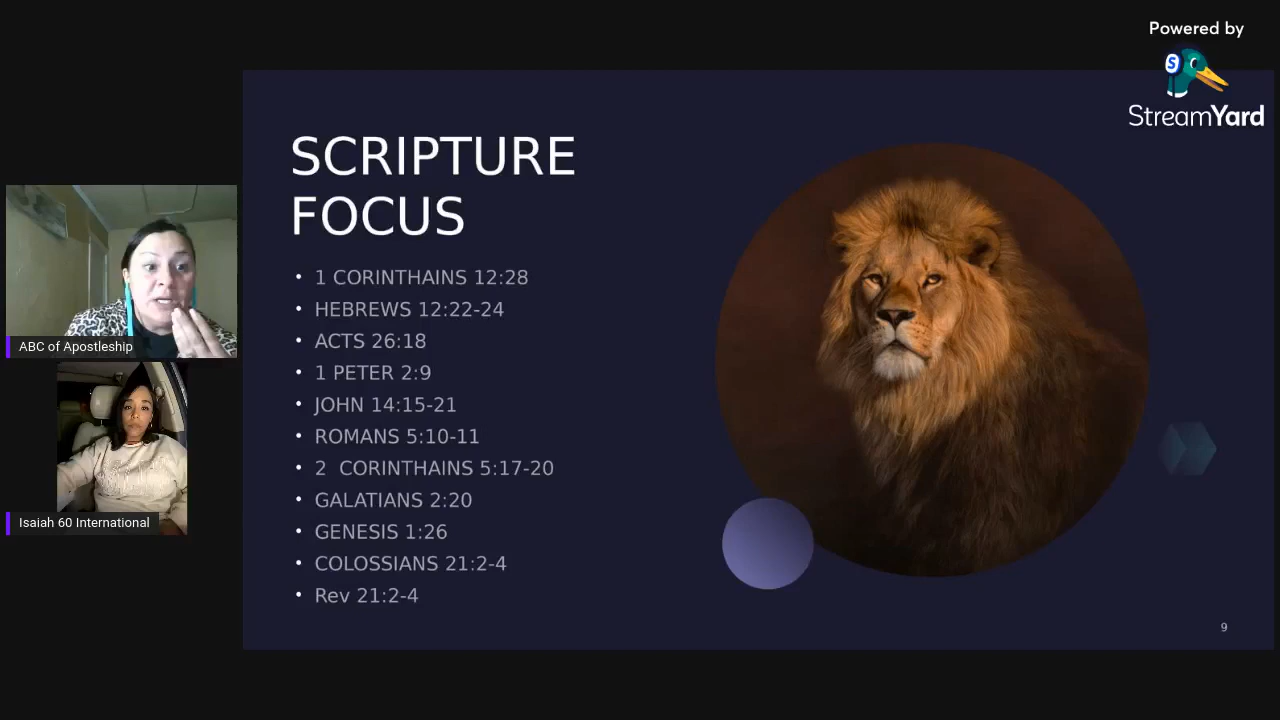 Powered by
StreamYard
SCRIPTURE
FOCUS
• 1 CORINTHAINS 12:28
• HEBREWS 12:22-24
• ACTS 26:18
• 1 PETER 2:9
• JOHN 14:15-21
• ROMANS 5:10-11
• 2  CORINTHAINS 5:17-20
• GALATIANS 2:20
• GENESIS 1:26
• COLOSSIANS 21:2-4
• Rev 21:2-4
9
ABC of Apostleship
Isaiah 60 International